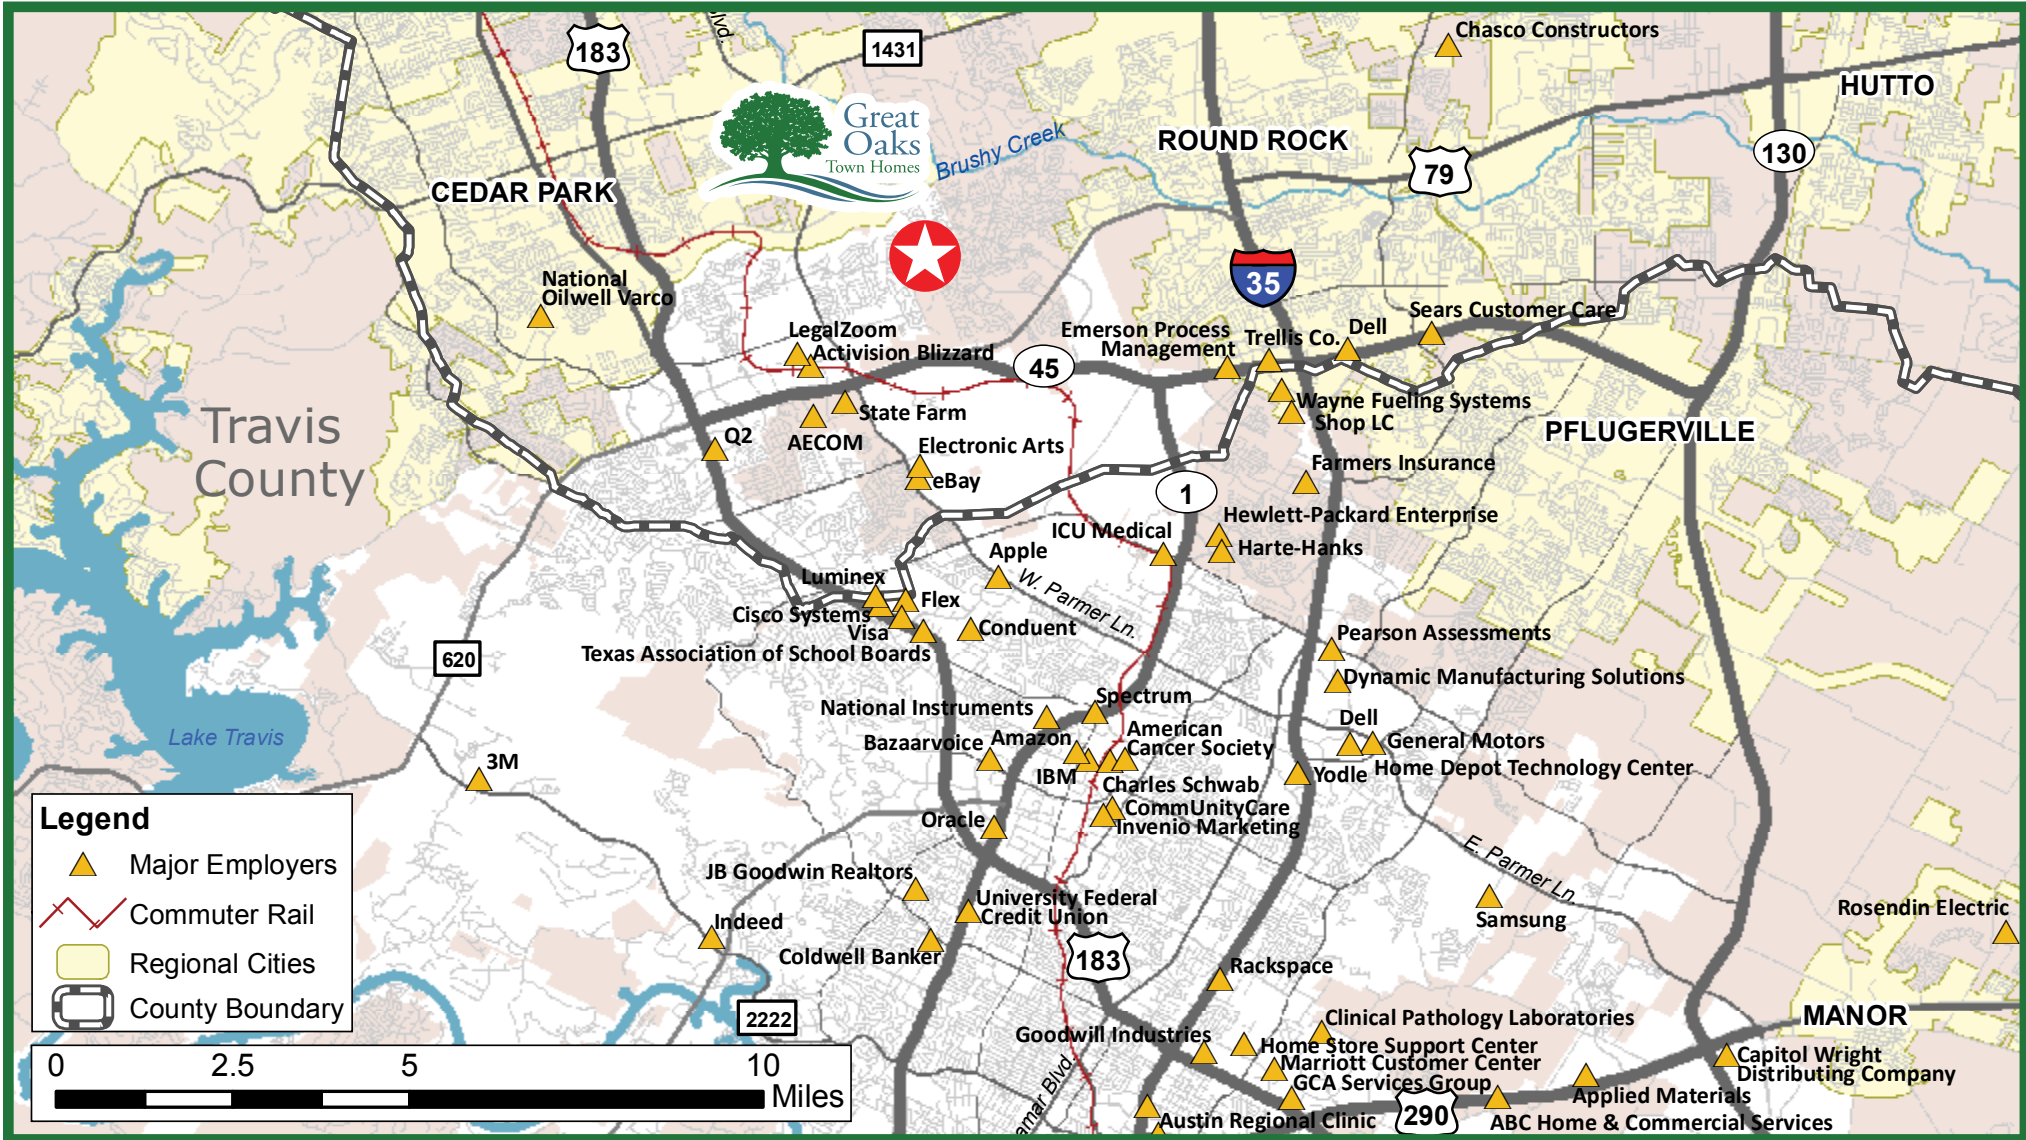 183
1431
Chasco Constructors
HUTTO
Great
Oaks
Town Homes
Brushy Creek
ROUND ROCK
130
79
CEDAR PARK
National
Oilwell Varco
35
Sears Customer Care
LegalZoom
Activision Blizzard
Emerson Process
Management
Trellis Co.
Dell
45
Travis
County
State Farm
AECOM
Wayne Fueling Systems
Shop LC
PFLUGERVILLE
Q2
Electronic Arts
eBay
Farmers Insurance
1
Hewlett-Packard Enterprise
ICU Medical
Harte-Hanks
Apple
W. Parmer Ln.
Luminex
Flex
Cisco Systems
Visa
Conduent
Texas Association of School Boards
620
Pearson Assessments
Dynamic Manufacturing Solutions
Spectrum
National Instruments
Dell
American
Cancer Society
Bazaarvoice
Amazon
General Motors
Lake Travis
3M
IBM
Yodle
Home Depot Technology Center
Charles Schwab
CommUnityCare
Invenio Marketing
Oracle
E. Parmer Ln.
Legend
Major Employers
Commuter Rail
Regional Cities
County Boundary
JB Goodwin Realtors
University Federal
Credit Union
Samsung
Rosendin Electric
Indeed
Coldwell Banker
183
Rackspace
2222
MANOR
Clinical Pathology Laboratories
Goodwill Industries
Home Store Support Center
Marriott Customer Center
GCA Services Group
Capitol Wright
Distributing Company
0 2.5 5 10
Miles
290
Applied Materials
Austin Regional Clinic
ABC Home & Commercial Services